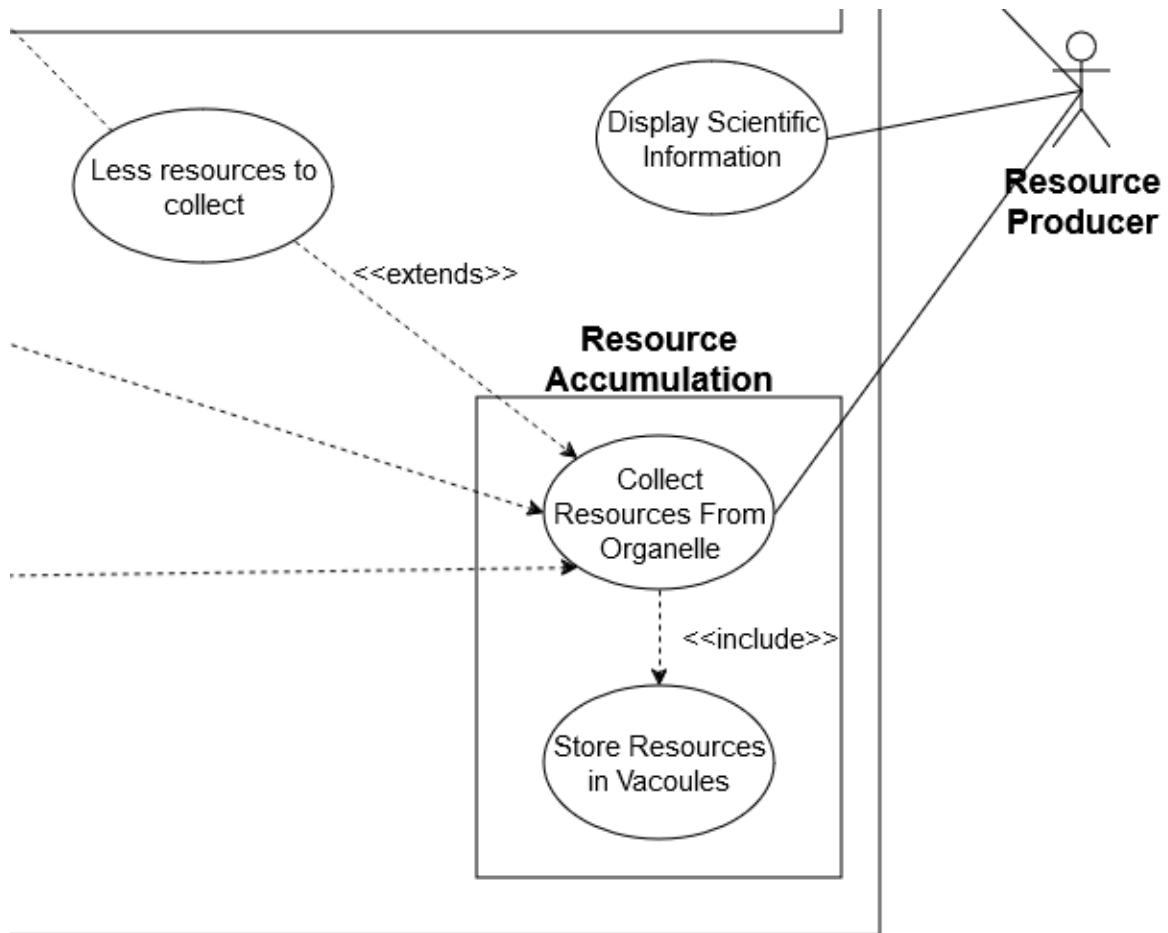 Display Scientific
Information
Resource
Producer
Less resources to
collect
<<extends>>
Resource
Accumulation
Collect
Resources From
Organelle
<<include>>
Store Resources
in Vacoules